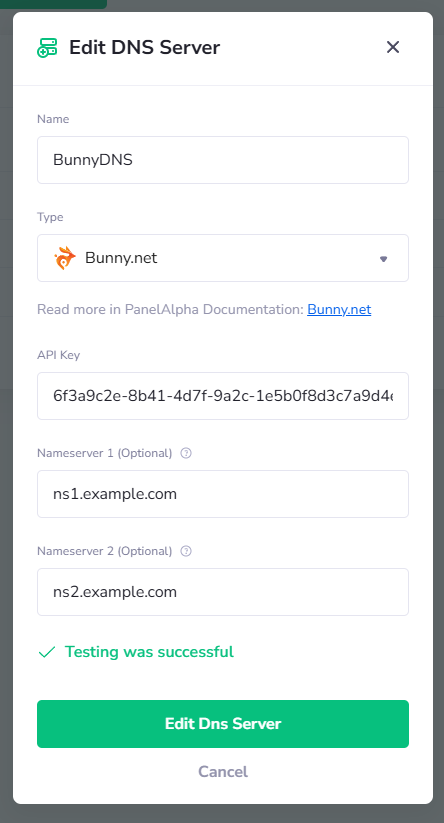 Edit DNS Server
Name
BunnyDNS
Type
Bunny.net
Read more in PanelAlpha Documentation: Bunny.net
API Key
6f3a9c2e-8b41-4d7f-9a2c-1e5b0f8d3c7a9d4e
Nameserver 1 (Optional)
ns1.example.com
Nameserver 2 (Optional)
ns2.example.com
Testing was successful
Edit Dns Server
Cancel